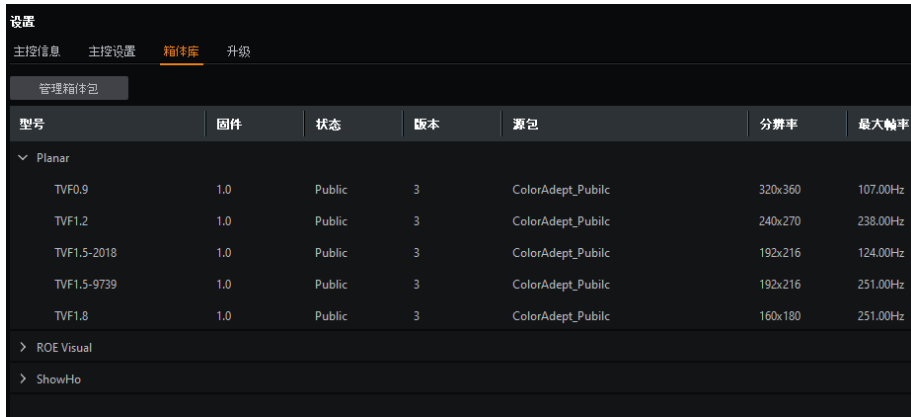 设置
主控信息 主控设置 箱体库 升级
管理箱体包
型号 固件 状态 版本 源包 分辨率 最大帧率
Planar
TVF0.9 1.0 Public 3 ColorAdept_Pubilc 320x360 107.00Hz
TVF1.2 1.0 Public 3 ColorAdept_Pubilc 240x270 238.00Hz
TVF1.5-2018 1.0 Public 3 ColorAdept_Pubilc 192x216 124.00Hz
TVF1.5-9739 1.0 Public 3 ColorAdept_Pubilc 192x216 251.00Hz
TVF1.8 1.0 Public 3 ColorAdept_Pubilc 160x180 251.00Hz
ROE Visual
ShowHo